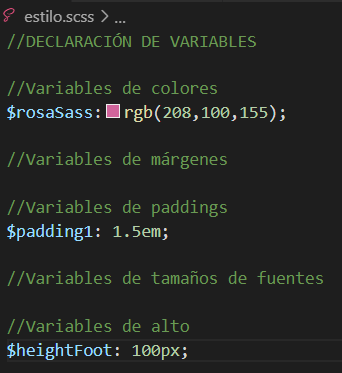 estilo.scss > ...
//DECLARACIÓN DE VARIABLES
//Variables de colores
$rosaSass: rgb(208,100,155);
//Variables de márgenes
//Variables de paddings
$padding1: 1.5em;
//Variables de tamaños de fuentes
//Variables de alto
$heightFoot: 100px;